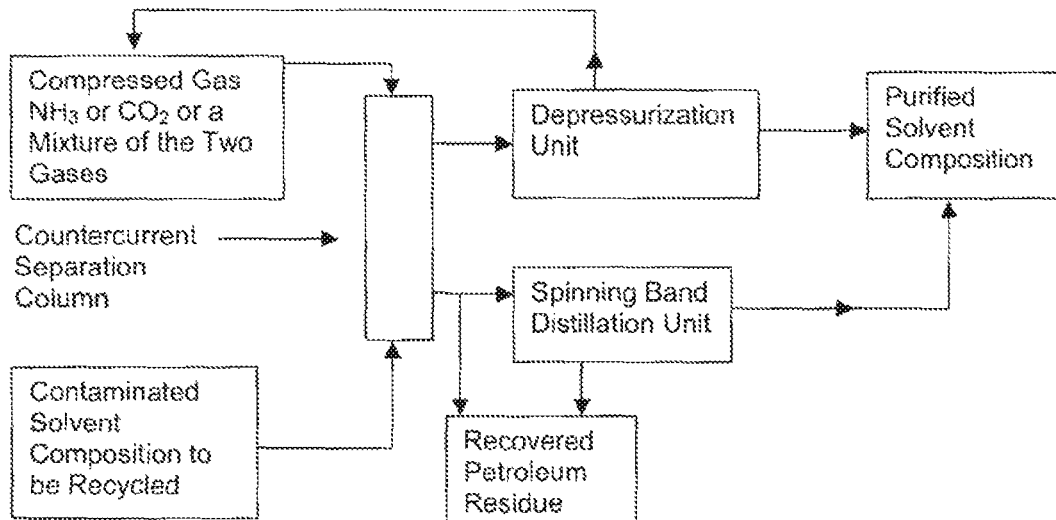 Compressed Gas
NH₃ or CO₂ or a
Mixture of the Two
Gases
Depressurization
Unit
Purified
Solvent
Composition
Countercurrent
Separation
Column
Spinning Band
Distillation Unit
Contaminated
Solvent
Composition to
be Recycled
Recovered
Petroleum
Residue